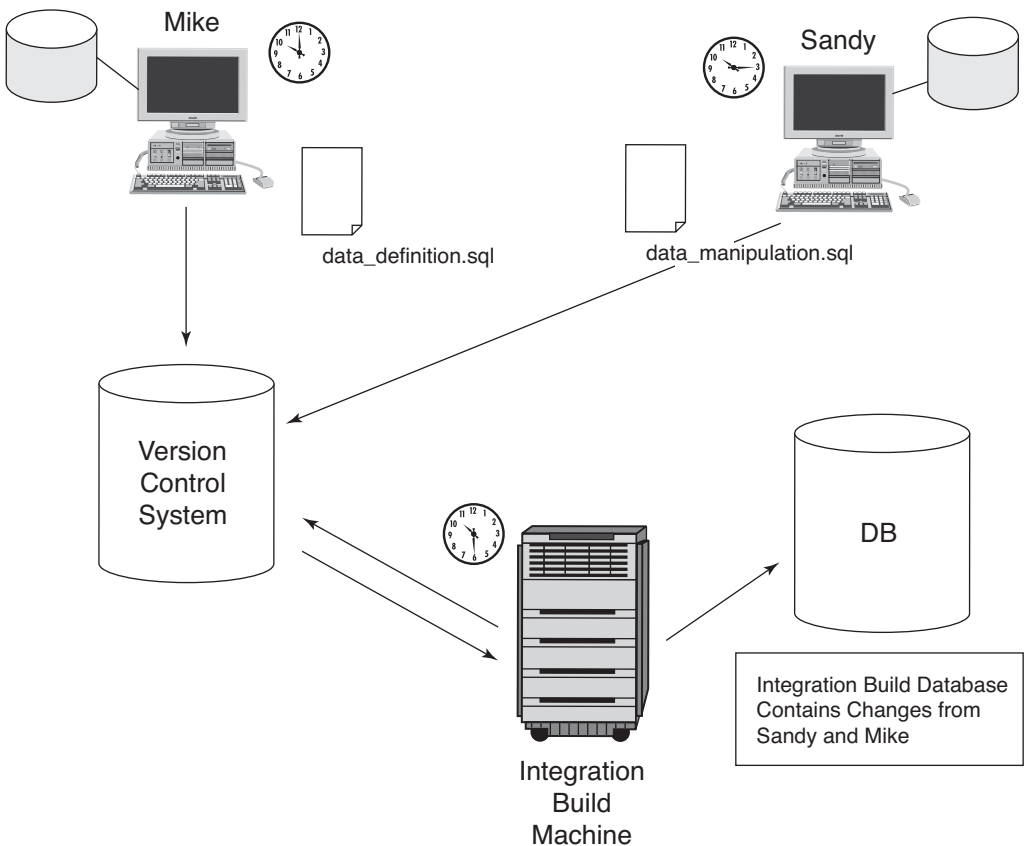 Mike
Sandy
data_definition.sql
data_manipulation.sql
Version
Control
System
DB
Integration Build Database
Contains Changes from
Sandy and Mike
Integration
Build
Machine